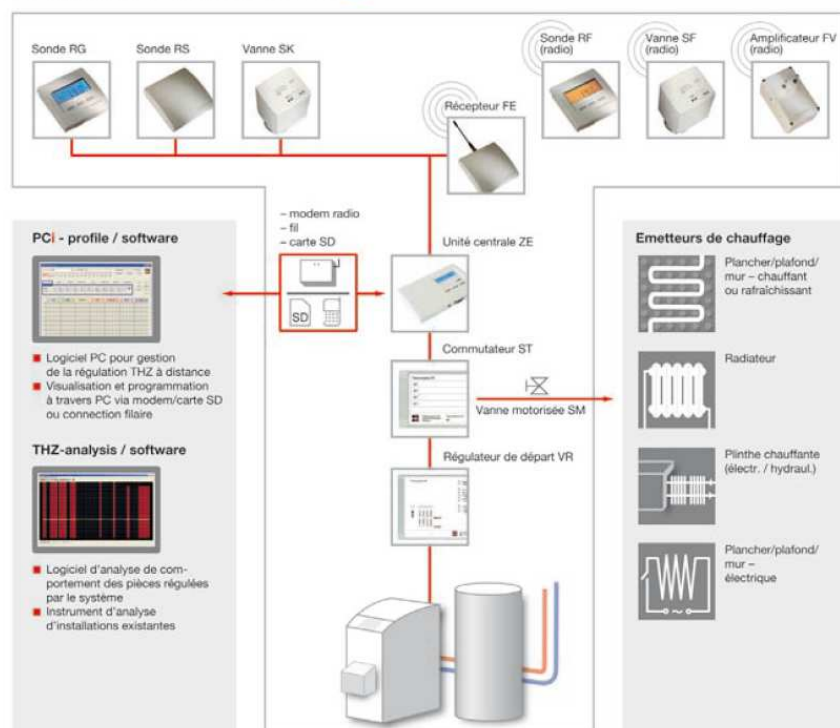 Sonde RG
Sonde RS
Vanne SK
Sonde RF
(radio)
Vanne SF
(radio)
Amplificateur FV
(radio)
Récepteur FE
PCi - profile / software
Logiciel PC pour gestion
de la régulation THZ à distance
Visualisation et programmation
à travers PC via modem/carte SD
ou connection filaire
THZ-analysis / software
Logiciel d'analyse de com-
portement des pièces régulées
par le système
Instrument d'analyse
d'installations existantes
– modem radio
– fil
– carte SD
SD
Unité centrale ZE
Commutateur ST
Vanne motorisée SM
Régulateur de départ VR
Emetteurs de chauffage
Plancher/plafond/
mur – chauffant
ou rafraîchissant
Radiateur
Plinthe chauffante
(électr. / hydraul.)
Plancher/plafond/
mur –
électrique